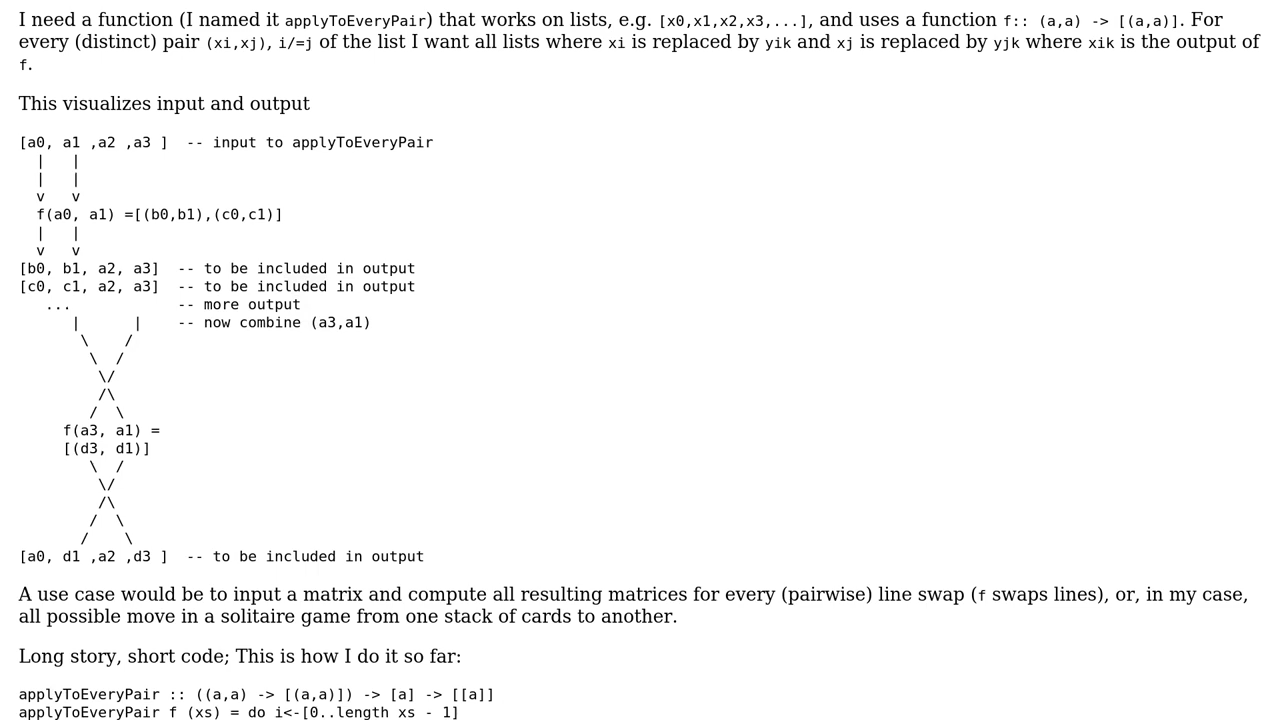 I need a function (I named it applyToEveryPair) that works on lists, e.g. [x0,x1,x2,x3,...], and uses a function f:: (a,a) -> [(a,a)]. For
every (distinct) pair (xi,xj), i/=j of the list I want all lists where xi is replaced by yik and xj is replaced by yjk where xik is the output of
f.
This visualizes input and output
[a0, a1 ,a2 ,a3 ]  -- input to applyToEveryPair
  |   |
  |   |
  v   v
  f(a0, a1) =[(b0,b1),(c0,c1)]
  |   |
  v   v
[b0, b1, a2, a3]  -- to be included in output
[c0, c1, a2, a3]  -- to be included in output
   ...            -- more output
      |      |    -- now combine (a3,a1)
       \    /
        \  /
         \/
         /\
        /  \
     f(a3, a1) =
     [(d3, d1)]
        \  /
         \/
         /\
        /  \
       /    \
[a0, d1 ,a2 ,d3 ]  -- to be included in output
A use case would be to input a matrix and compute all resulting matrices for every (pairwise) line swap (f swaps lines), or, in my case,
all possible move in a solitaire game from one stack of cards to another.
Long story, short code; This is how I do it so far:
applyToEveryPair :: ((a,a) -> [(a,a)]) -> [a] -> [[a]]
applyToEveryPair f (xs) = do i<-[0..length xs - 1]